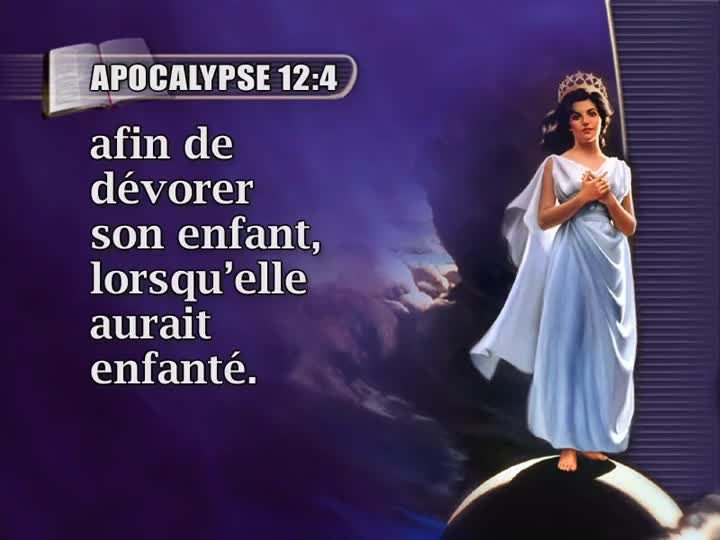 APOCALYPSE 12:4
afin de
dévorer
son enfant,
lorsqu’elle
aurait
enfanté.